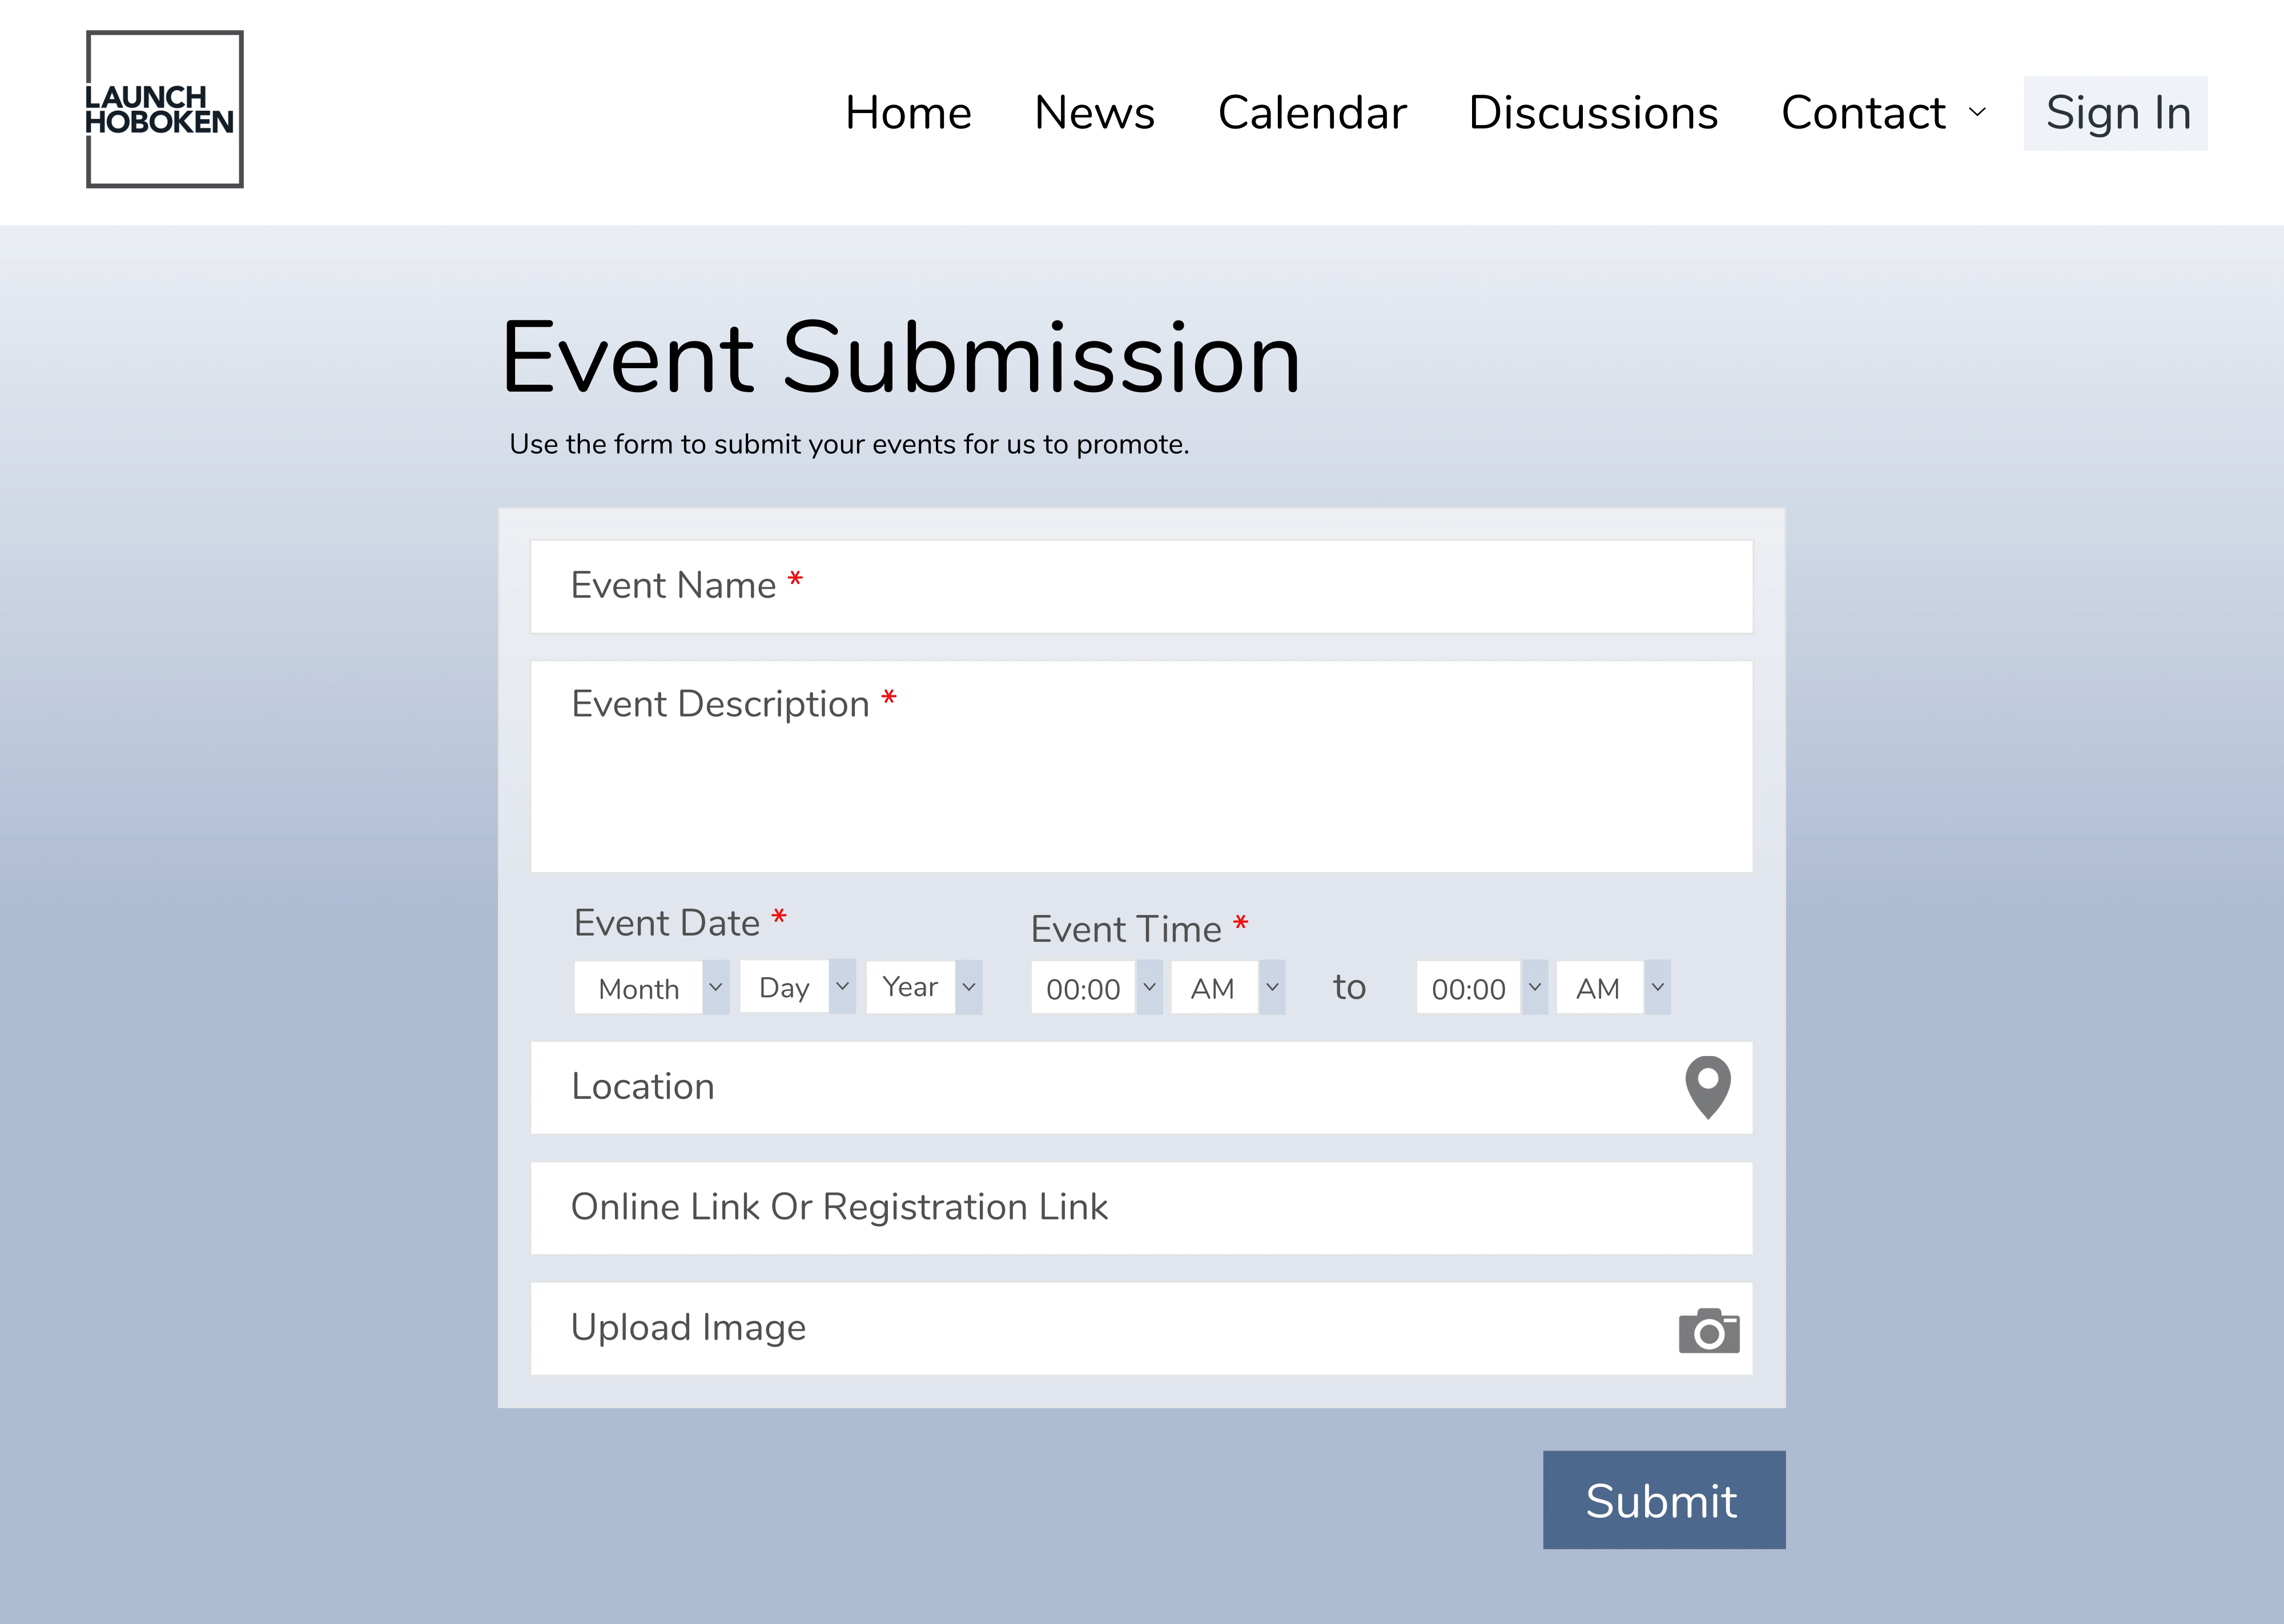 LAUNCH
HOBOKEN
Home News Calendar Discussions Contact Sign In
Event Submission
Use the form to submit your events for us to promote.
Event Name *
Event Description *
Event Date * Event Time *
Month Day Year 00:00 AM to 00:00 AM
Location
Online Link Or Registration Link
Upload Image
Submit